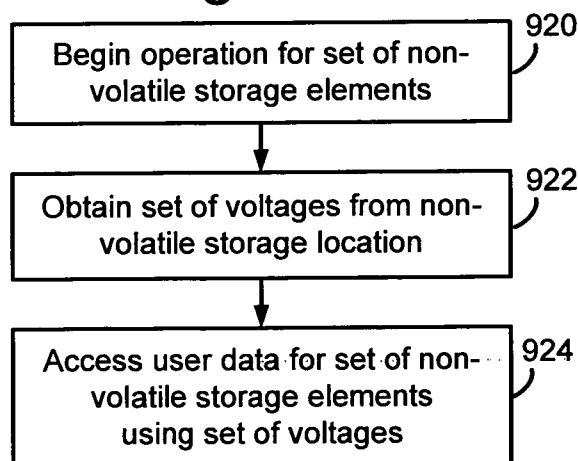 920
Begin operation for set of non-
volatile storage elements
922
Obtain set of voltages from non-
volatile storage location
924
Access user data for set of non-
volatile storage elements
using set of voltages